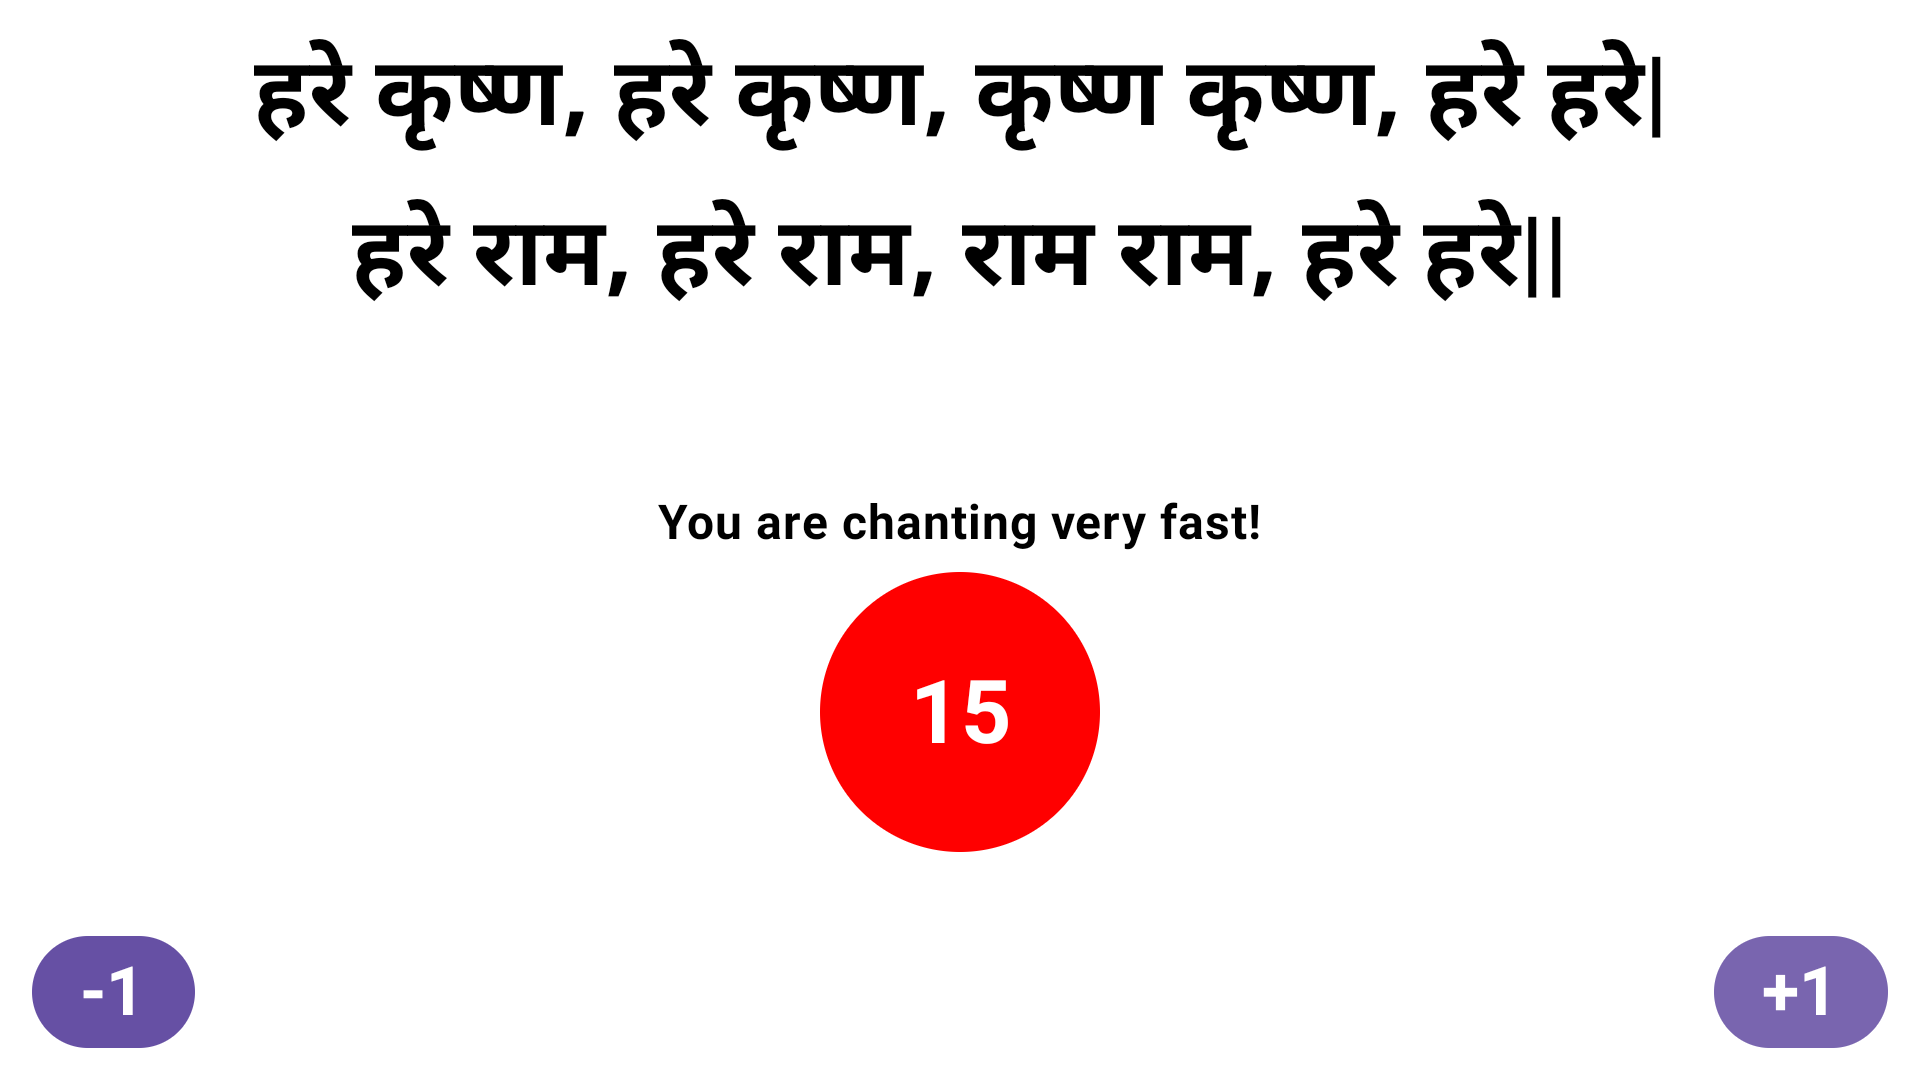 हरे कृष्ण, हरे कृष्ण, कृष्ण कृष्ण, हरे हरे|
हरे राम, हरे राम, राम राम, हरे हरे||
You are chanting very fast!
15
-1
+1